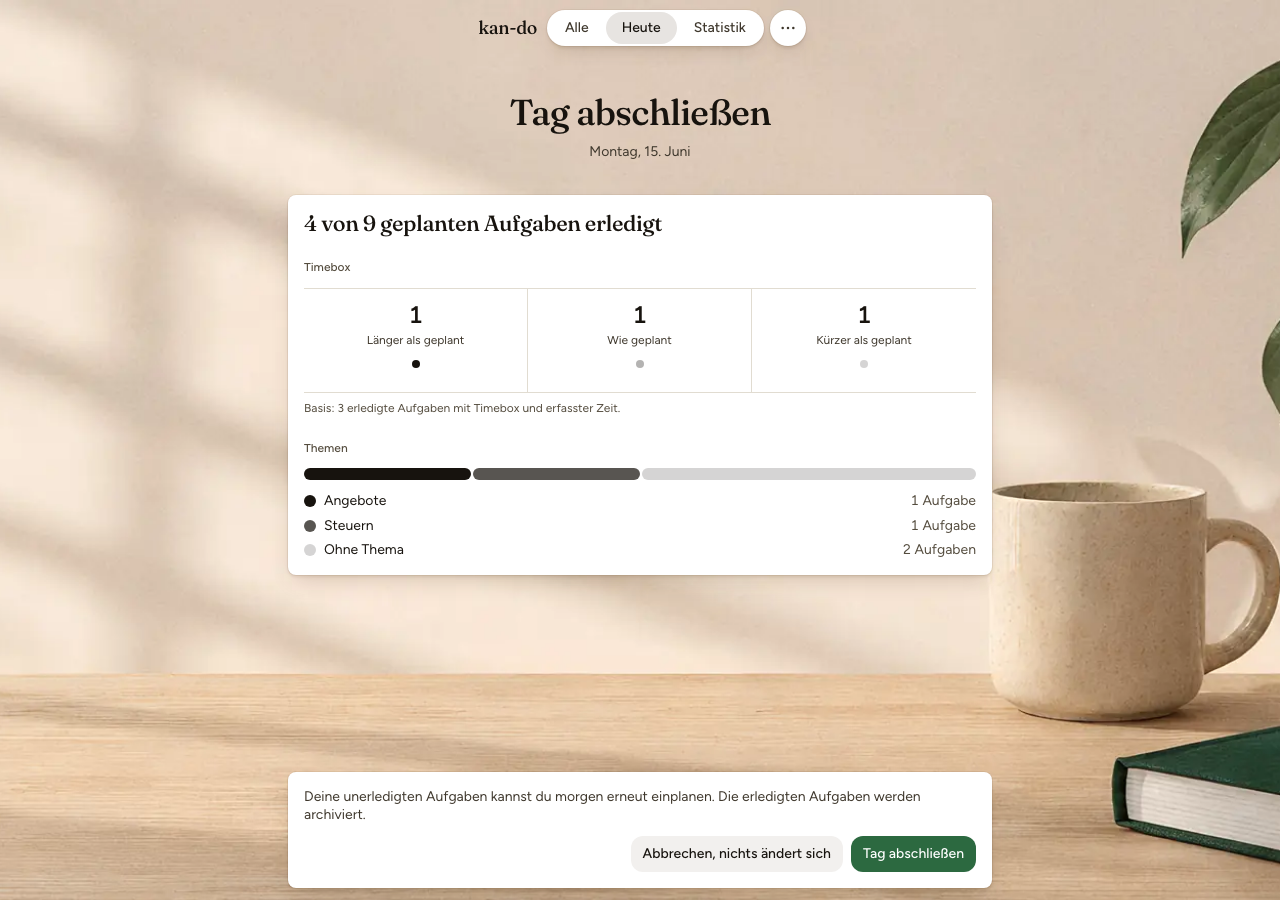 kan-do
Alle
Heute
Statistik
Tag abschließen
Montag, 15. Juni
4 von 9 geplanten Aufgaben erledigt
Timebox
1
Länger als geplant
1
Wie geplant
1
Kürzer als geplant
Basis: 3 erledigte Aufgaben mit Timebox und erfasster Zeit.
Themen
Angebote
1 Aufgabe
Steuern
1 Aufgabe
Ohne Thema
2 Aufgaben
Deine unerledigten Aufgaben kannst du morgen erneut einplanen. Die erledigten Aufgaben werden
archiviert.
Abbrechen, nichts ändert sich
Tag abschließen